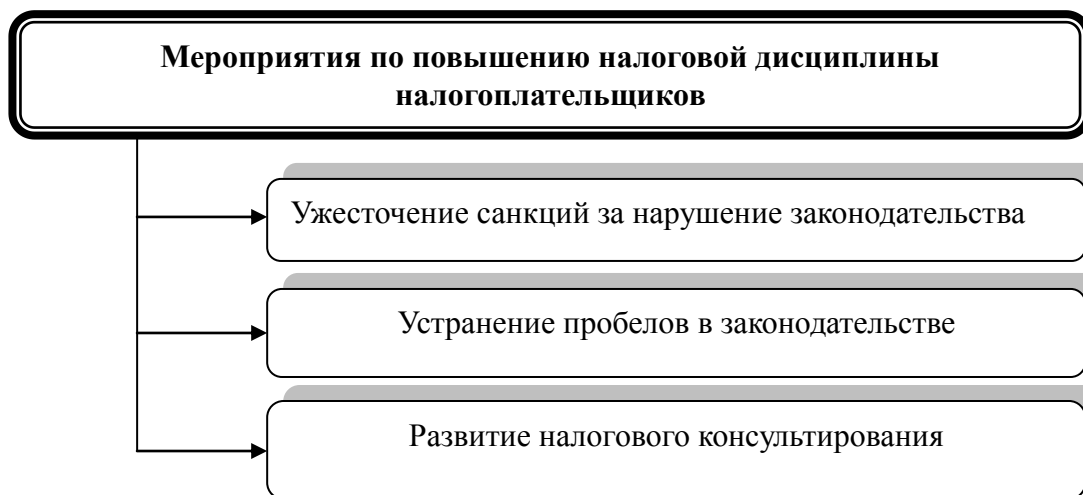 Мероприятия по повышению налоговой дисциплины
налогоплательщиков
Ужесточение санкций за нарушение законодательства
Устранение пробелов в законодательстве
Развитие налогового консультирования